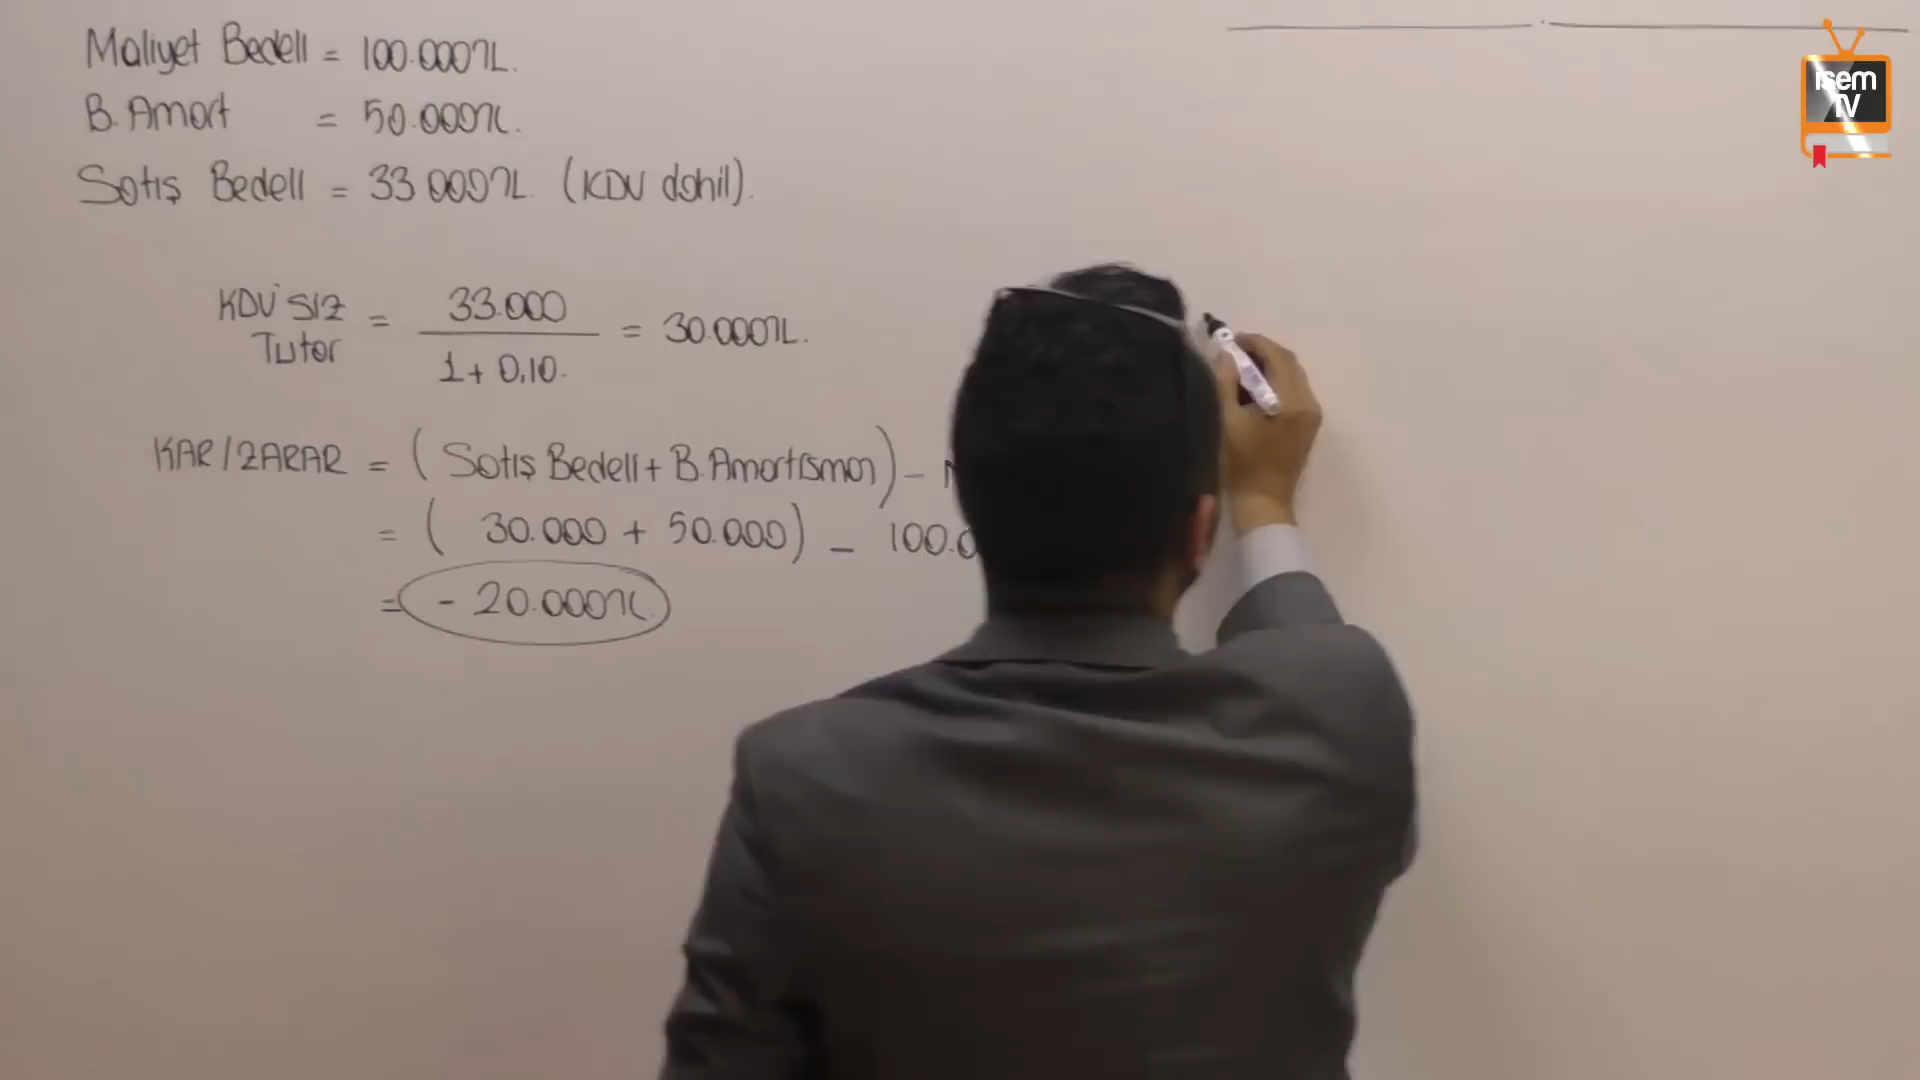 Maliyet Bedeli = 100.000TL.
B. Amort = 50.000TL.
Satış Bedeli = 33 000TL. (KDV dahil).
KDV'SIZ Tutar = 33.000 / 1 + 0,10. = 30.000TL.
KAR/ZARAR = (Satış Bedeli + B. Amortisman) -
= (30.000 + 50.000) - 100.0
= - 20.000TL.
isem
TV